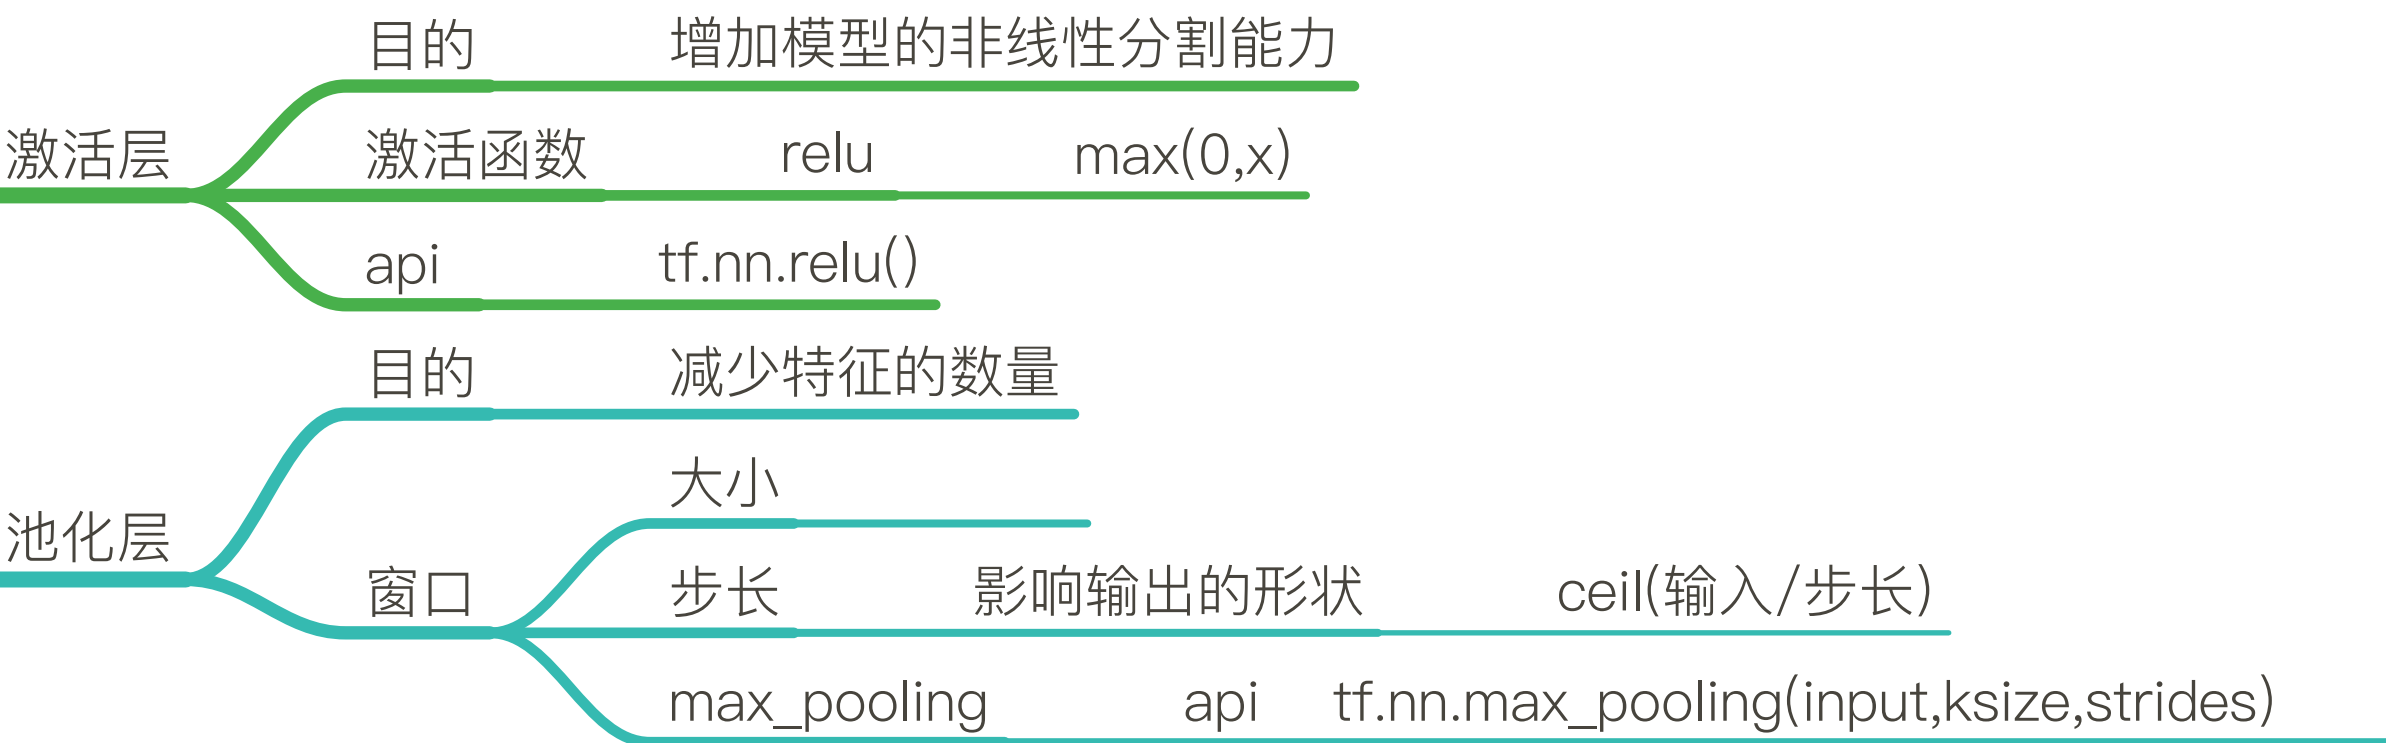 目的 增加模型的非线性分割能力
激活层 激活函数 relu max(0,x)
api tf.nn.relu()
目的 减少特征的数量
大小
池化层
窗口 步长 影响输出的形状 ceil(输入/步长)
max_pooling api tf.nn.max_pooling(input,ksize,strides)